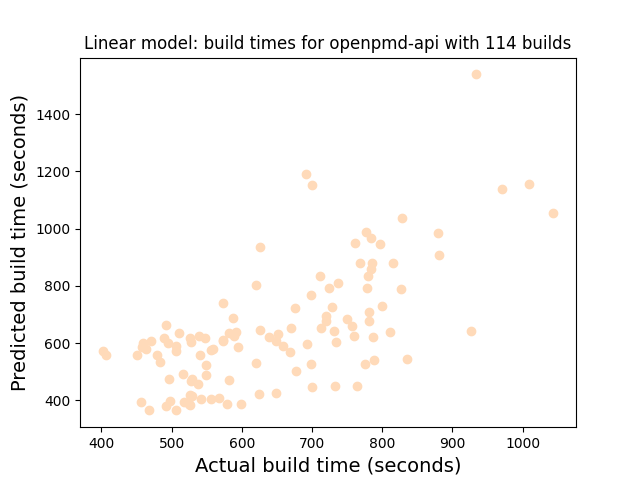 Linear model: build times for openpmd-api with 114 builds
Predicted build time (seconds)
1400
1200
1000
800
600
400
400 500 600 700 800 900 1000
Actual build time (seconds)